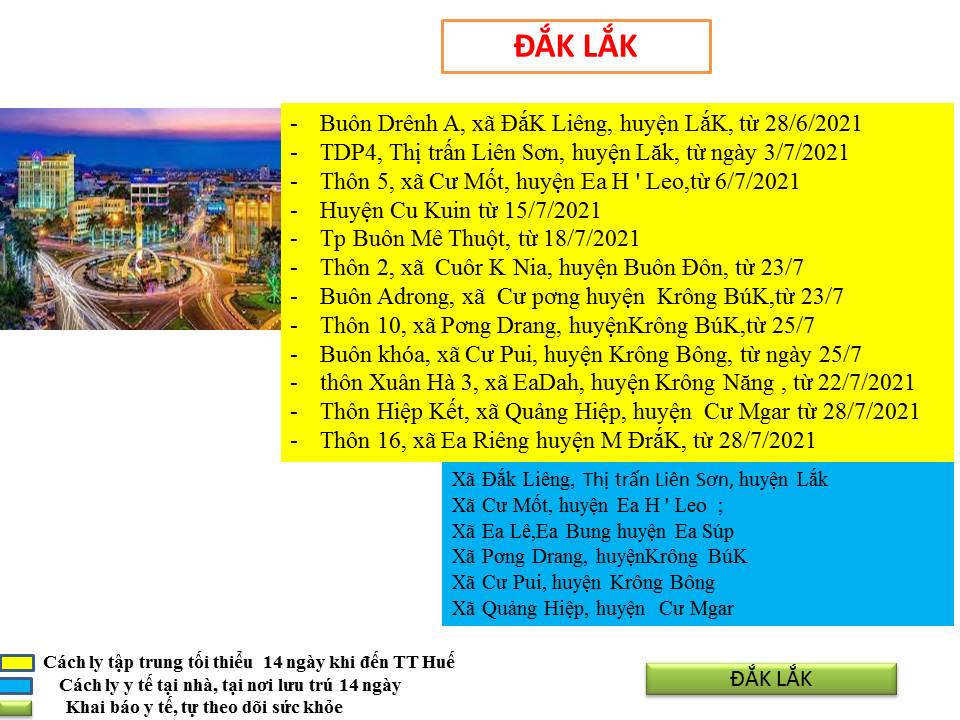 ĐẮK LẮK
- Buôn Drênh A, xã ĐắK Liêng, huyện LắK, từ 28/6/2021
- TDP4, Thị trấn Liên Sơn, huyện Lăk, từ ngày 3/7/2021
- Thôn 5, xã Cư Mốt, huyện Ea H ' Leo,từ 6/7/2021
- Huyện Cu Kuin từ 15/7/2021
- Tp Buôn Mê Thuột, từ 18/7/2021
- Thôn 2, xã Cuôr K Nia, huyện Buôn Đôn, từ 23/7
- Buôn Adrong, xã Cư pơng huyện Krông BúK,từ 23/7
- Thôn 10, xã Pơng Drang, huyệnKrông BúK,từ 25/7
- Buôn khóa, xã Cư Pui, huyện Krông Bông, từ ngày 25/7
- thôn Xuân Hà 3, xã EaDah, huyện Krông Năng , từ 22/7/2021
- Thôn Hiệp Kết, xã Quảng Hiệp, huyện Cư Mgar từ 28/7/2021
- Thôn 16, xã Ea Riêng huyện M ĐrắK, từ 28/7/2021
Xã Đắk Liêng, Thị trấn Liên Sơn, huyện Lắk
Xã Cư Mốt, huyện Ea H ' Leo ;
Xã Ea Lê,Ea Bung huyện Ea Súp
Xã Pơng Drang, huyệnKrông BúK
Xã Cư Pui, huyện Krông Bông
Xã Quảng Hiệp, huyện Cư Mgar
Cách ly tập trung tối thiểu 14 ngày khi đến TT Huế
Cách ly y tế tại nhà, tại nơi lưu trú 14 ngày
Khai báo y tế, tự theo dõi sức khỏe
ĐẮK LẮK